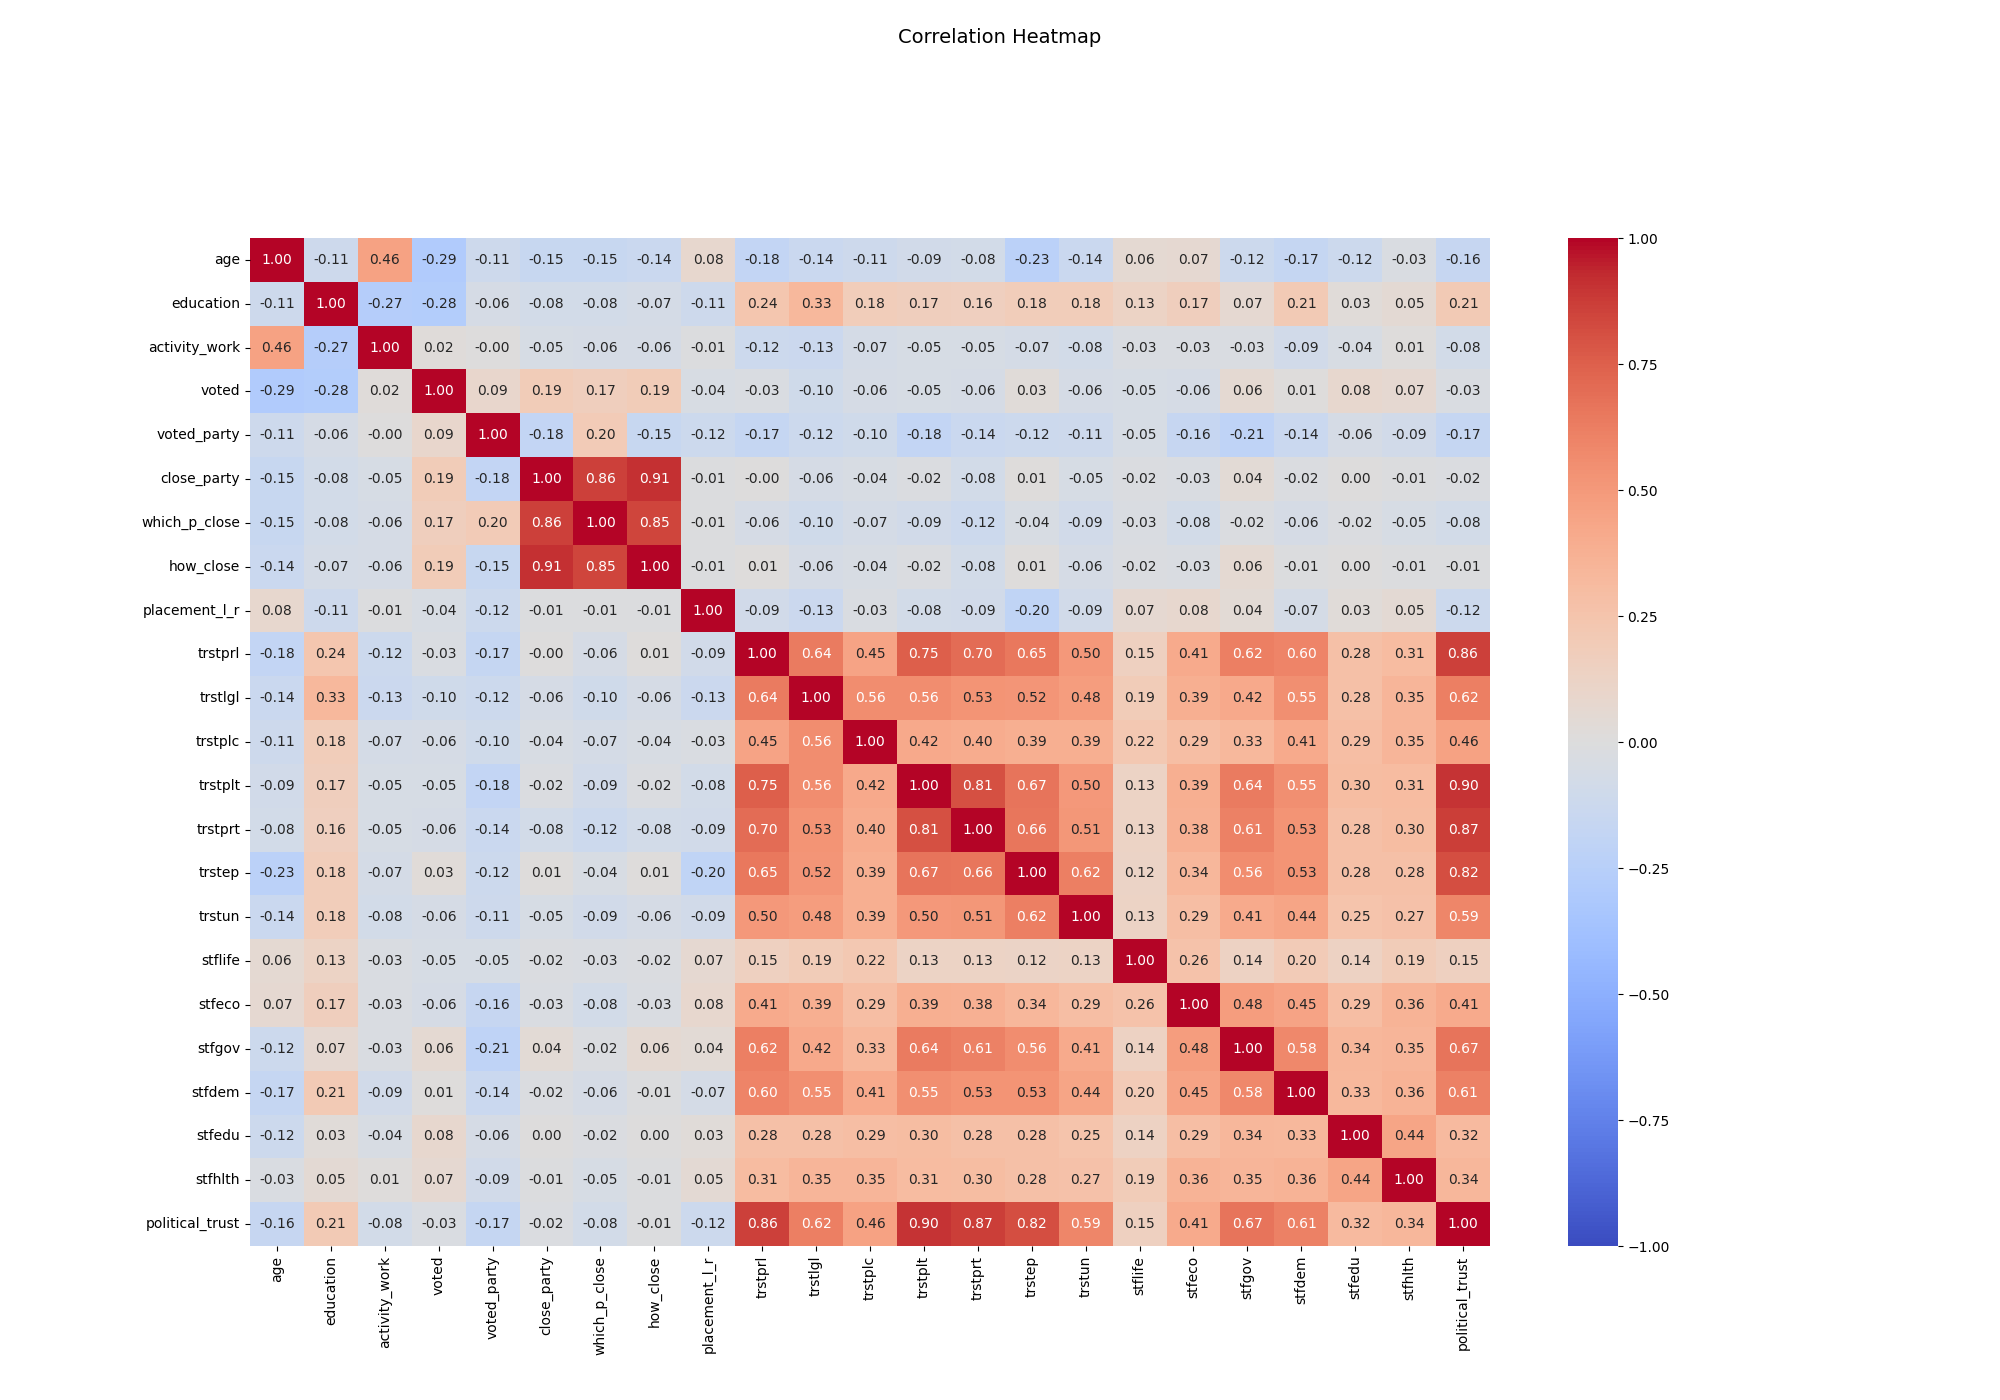 Correlation Heatmap
age 1.00 -0.11 0.46 -0.29 -0.11 -0.15 -0.15 -0.14 0.08 -0.18 -0.14 -0.11 -0.09 -0.08 -0.23 -0.14 0.06 0.07 -0.12 -0.17 -0.12 -0.03 -0.16
education -0.11 1.00 -0.27 -0.28 -0.06 -0.08 -0.08 -0.07 -0.11 0.24 0.33 0.18 0.17 0.16 0.18 0.18 0.13 0.17 0.07 0.21 0.03 0.05 0.21
activity_work 0.46 -0.27 1.00 0.02 -0.00 -0.05 -0.06 -0.06 -0.01 -0.12 -0.13 -0.07 -0.05 -0.05 -0.07 -0.08 -0.03 -0.03 -0.03 -0.09 -0.04 0.01 -0.08
voted -0.29 -0.28 0.02 1.00 0.09 0.19 0.17 0.19 -0.04 -0.03 -0.10 -0.06 -0.05 -0.06 0.03 -0.06 -0.05 -0.06 0.06 0.01 0.08 0.07 -0.03
voted_party -0.11 -0.06 -0.00 0.09 1.00 -0.18 0.20 -0.15 -0.12 -0.17 -0.12 -0.10 -0.18 -0.14 -0.12 -0.11 -0.05 -0.16 -0.21 -0.14 -0.06 -0.09 -0.17
close_party -0.15 -0.08 -0.05 0.19 -0.18 1.00 0.86 0.91 -0.01 -0.00 -0.06 -0.04 -0.02 -0.08 0.01 -0.05 -0.02 -0.03 0.04 -0.02 0.00 -0.01 -0.02
which_p_close -0.15 -0.08 -0.06 0.17 0.20 0.86 1.00 0.85 -0.01 -0.06 -0.10 -0.07 -0.09 -0.12 -0.04 -0.09 -0.03 -0.08 -0.02 -0.06 -0.02 -0.05 -0.08
how_close -0.14 -0.07 -0.06 0.19 -0.15 0.91 0.85 1.00 -0.01 0.01 -0.06 -0.04 -0.02 -0.08 0.01 -0.06 -0.02 -0.03 0.06 -0.01 0.00 -0.01 -0.01
placement_l_r 0.08 -0.11 -0.01 -0.04 -0.12 -0.01 -0.01 -0.01 1.00 -0.09 -0.13 -0.03 -0.08 -0.09 -0.20 -0.09 0.07 0.08 0.04 -0.07 0.03 0.05 -0.12
trstprl -0.18 0.24 -0.12 -0.03 -0.17 -0.00 -0.06 0.01 -0.09 1.00 0.64 0.45 0.75 0.70 0.65 0.50 0.15 0.41 0.62 0.60 0.28 0.31 0.86
trstlgl -0.14 0.33 -0.13 -0.10 -0.12 -0.06 -0.10 -0.06 -0.13 0.64 1.00 0.56 0.56 0.53 0.52 0.48 0.19 0.39 0.42 0.55 0.28 0.35 0.62
trstplc -0.11 0.18 -0.07 -0.06 -0.10 -0.04 -0.07 -0.04 -0.03 0.45 0.56 1.00 0.42 0.40 0.39 0.39 0.22 0.29 0.33 0.41 0.29 0.35 0.46
trstplt -0.09 0.17 -0.05 -0.05 -0.18 -0.02 -0.09 -0.02 -0.08 0.75 0.56 0.42 1.00 0.81 0.67 0.50 0.13 0.39 0.64 0.55 0.30 0.31 0.90
trstprt -0.08 0.16 -0.05 -0.06 -0.14 -0.08 -0.12 -0.08 -0.09 0.70 0.53 0.40 0.81 1.00 0.66 0.51 0.13 0.38 0.61 0.53 0.28 0.30 0.87
trstep -0.23 0.18 -0.07 0.03 -0.12 0.01 -0.04 0.01 -0.20 0.65 0.52 0.39 0.67 0.66 1.00 0.62 0.12 0.34 0.56 0.53 0.28 0.28 0.82
trstun -0.14 0.18 -0.08 -0.06 -0.11 -0.05 -0.09 -0.06 -0.09 0.50 0.48 0.39 0.50 0.51 0.62 1.00 0.13 0.29 0.41 0.44 0.25 0.27 0.59
stflife 0.06 0.13 -0.03 -0.05 -0.05 -0.02 -0.03 -0.02 0.07 0.15 0.19 0.22 0.13 0.13 0.12 0.13 1.00 0.26 0.14 0.20 0.14 0.19 0.15
stfeco 0.07 0.17 -0.03 -0.06 -0.16 -0.03 -0.08 -0.03 0.08 0.41 0.39 0.29 0.39 0.38 0.34 0.29 0.26 1.00 0.48 0.45 0.29 0.36 0.41
stfgov -0.12 0.07 -0.03 0.06 -0.21 0.04 -0.02 0.06 0.04 0.62 0.42 0.33 0.64 0.61 0.56 0.41 0.14 0.48 1.00 0.58 0.34 0.35 0.67
stfdem -0.17 0.21 -0.09 0.01 -0.14 -0.02 -0.06 -0.01 -0.07 0.60 0.55 0.41 0.55 0.53 0.53 0.44 0.20 0.45 0.58 1.00 0.33 0.36 0.61
stfedu -0.12 0.03 -0.04 0.08 -0.06 0.00 -0.02 0.00 0.03 0.28 0.28 0.29 0.30 0.28 0.28 0.25 0.14 0.29 0.34 0.33 1.00 0.44 0.32
stfhlth -0.03 0.05 0.01 0.07 -0.09 -0.01 -0.05 -0.01 0.05 0.31 0.35 0.35 0.31 0.30 0.28 0.27 0.19 0.36 0.35 0.36 0.44 1.00 0.34
political_trust -0.16 0.21 -0.08 -0.03 -0.17 -0.02 -0.08 -0.01 -0.12 0.86 0.62 0.46 0.90 0.87 0.82 0.59 0.15 0.41 0.67 0.61 0.32 0.34 1.00
age education activity_work voted voted_party close_party which_p_close how_close placement_l_r trstprl trstlgl trstplc trstplt trstprt trstep trstun stflife stfeco stfgov stfdem stfedu stfhlth political_trust
1.00
0.75
0.50
0.25
0.00
−0.25
−0.50
−0.75
−1.00